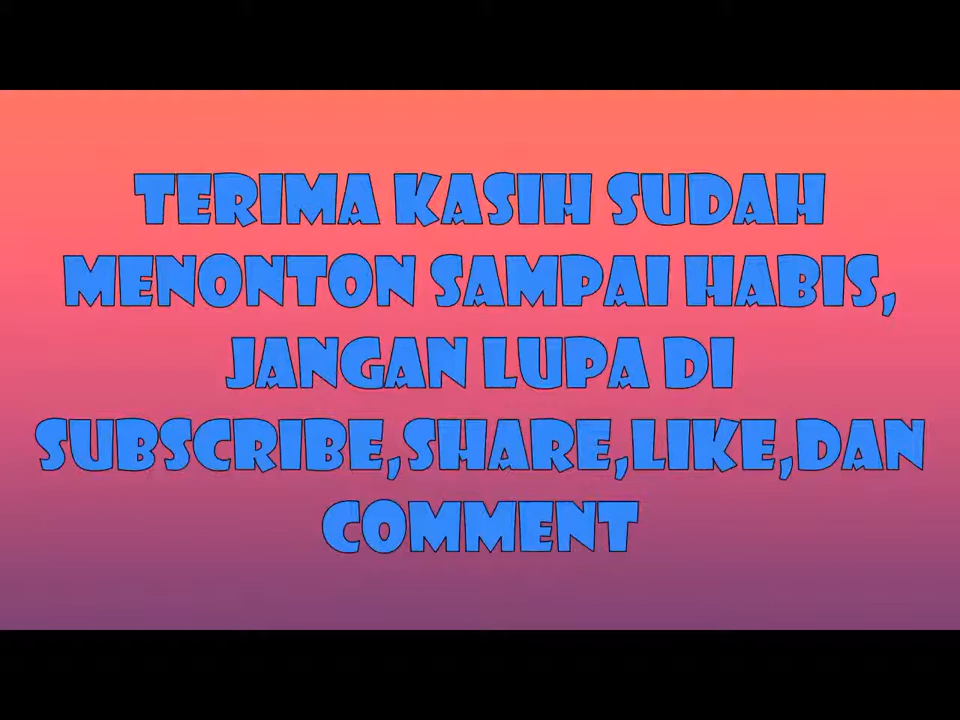 TERIMA KASIH SUDAH
MENONTON SAMPAI HABIS,
JANGAN LUPA DI
SUBSCRIBE,SHARE,LIKE,DAN
COMMENT